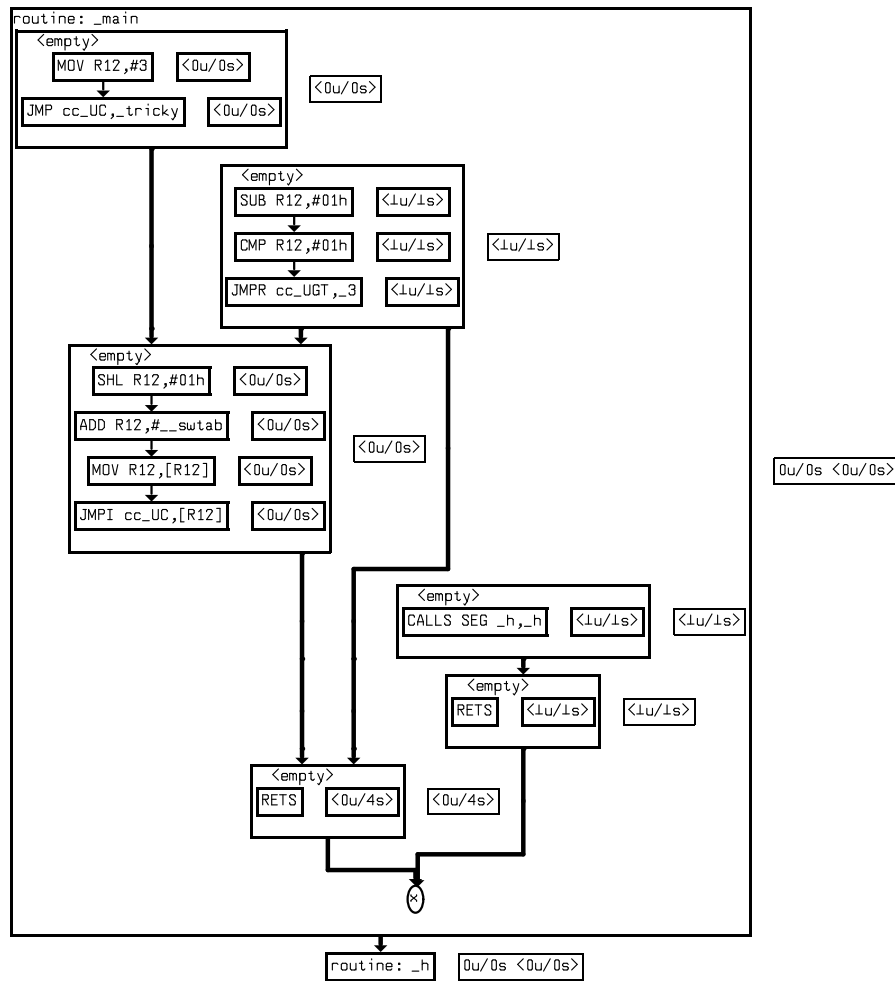 routine: _main
<empty>
MOV R12,#3 <0u/0s>
<0u/0s>
JMP cc_UC,_tricky <0u/0s>
<empty>
SUB R12,#01h <⊥u/⊥s>
CMP R12,#01h <⊥u/⊥s>
<⊥u/⊥s>
JMPR cc_UGT,_3 <⊥u/⊥s>
<empty>
SHL R12,#01h <0u/0s>
ADD R12,#__swtab <0u/0s>
<0u/0s>
MOV R12,[R12] <0u/0s>
0u/0s <0u/0s>
JMPI cc_UC,[R12] <0u/0s>
<empty>
CALLS SEG _h,_h <⊥u/⊥s>
<⊥u/⊥s>
<empty>
RETS <⊥u/⊥s>
<⊥u/⊥s>
<empty>
RETS <0u/4s>
<0u/4s>
x
routine: _h
0u/0s <0u/0s>